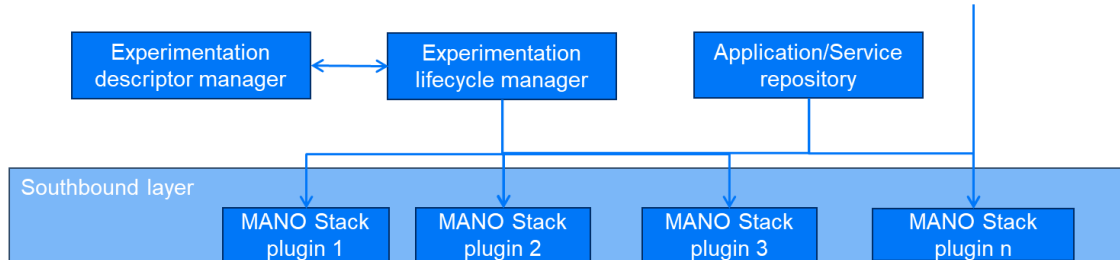 Experimentation
descriptor manager
Experimentation
lifecycle manager
Application/Service
repository
Southbound layer
MANO Stack
plugin 1
MANO Stack
plugin 2
MANO Stack
plugin 3
MANO Stack
plugin n